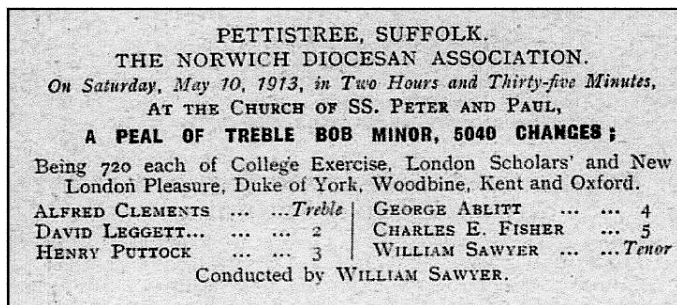 PETTISTREE, SUFFOLK.
THE NORWICH DIOCESAN ASSOCIATION.
On Saturday, May 10, 1913, in Two Hours and Thirty-five Minutes,
AT THE CHURCH OF SS. PETER AND PAUL,
A PEAL OF TREBLE BOB MINOR, 5040 CHANGES;
Being 720 each of College Exercise, London Scholars' and New
London Pleasure, Duke of York, Woodbine, Kent and Oxford.
ALFRED CLEMENTS ... ...Treble
DAVID LEGGETT... ... ... 2
HENRY PUTTOCK ... ... 3
GEORGE ABLITT ... ... 4
CHARLES E. FISHER ... 5
WILLIAM SAWYER ... ...Tenor
Conducted by WILLIAM SAWYER.